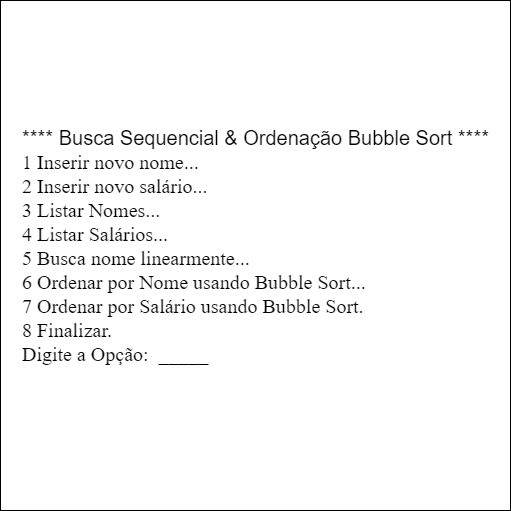 **** Busca Sequencial & Ordenação Bubble Sort ****
1 Inserir novo nome...
2 Inserir novo salário...
3 Listar Nomes...
4 Listar Salários...
5 Busca nome linearmente...
6 Ordenar por Nome usando Bubble Sort...
7 Ordenar por Salário usando Bubble Sort.
8 Finalizar.
Digite a Opção: _____